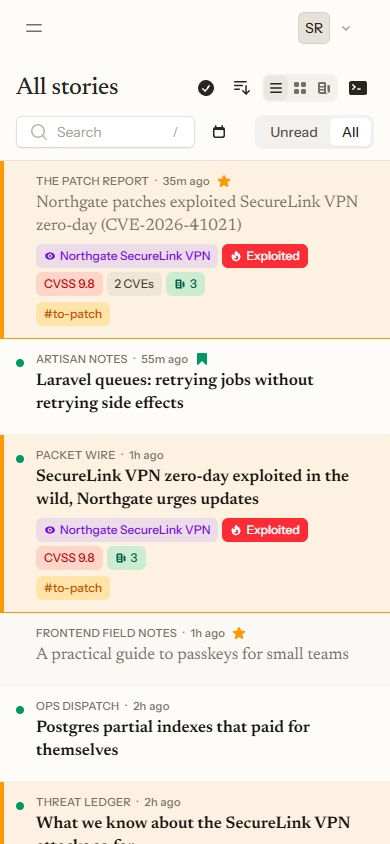 SR
All stories
Search /
Unread All
THE PATCH REPORT · 35m ago
Northgate patches exploited SecureLink VPN
zero-day (CVE-2026-41021)
Northgate SecureLink VPN Exploited
CVSS 9.8 2 CVEs 3
#to-patch
ARTISAN NOTES · 55m ago
Laravel queues: retrying jobs without
retrying side effects
PACKET WIRE · 1h ago
SecureLink VPN zero-day exploited in the
wild, Northgate urges updates
Northgate SecureLink VPN Exploited
CVSS 9.8 3
#to-patch
FRONTEND FIELD NOTES · 1h ago
A practical guide to passkeys for small teams
OPS DISPATCH · 2h ago
Postgres partial indexes that paid for
themselves
THREAT LEDGER · 2h ago
What we know about the SecureLink VPN